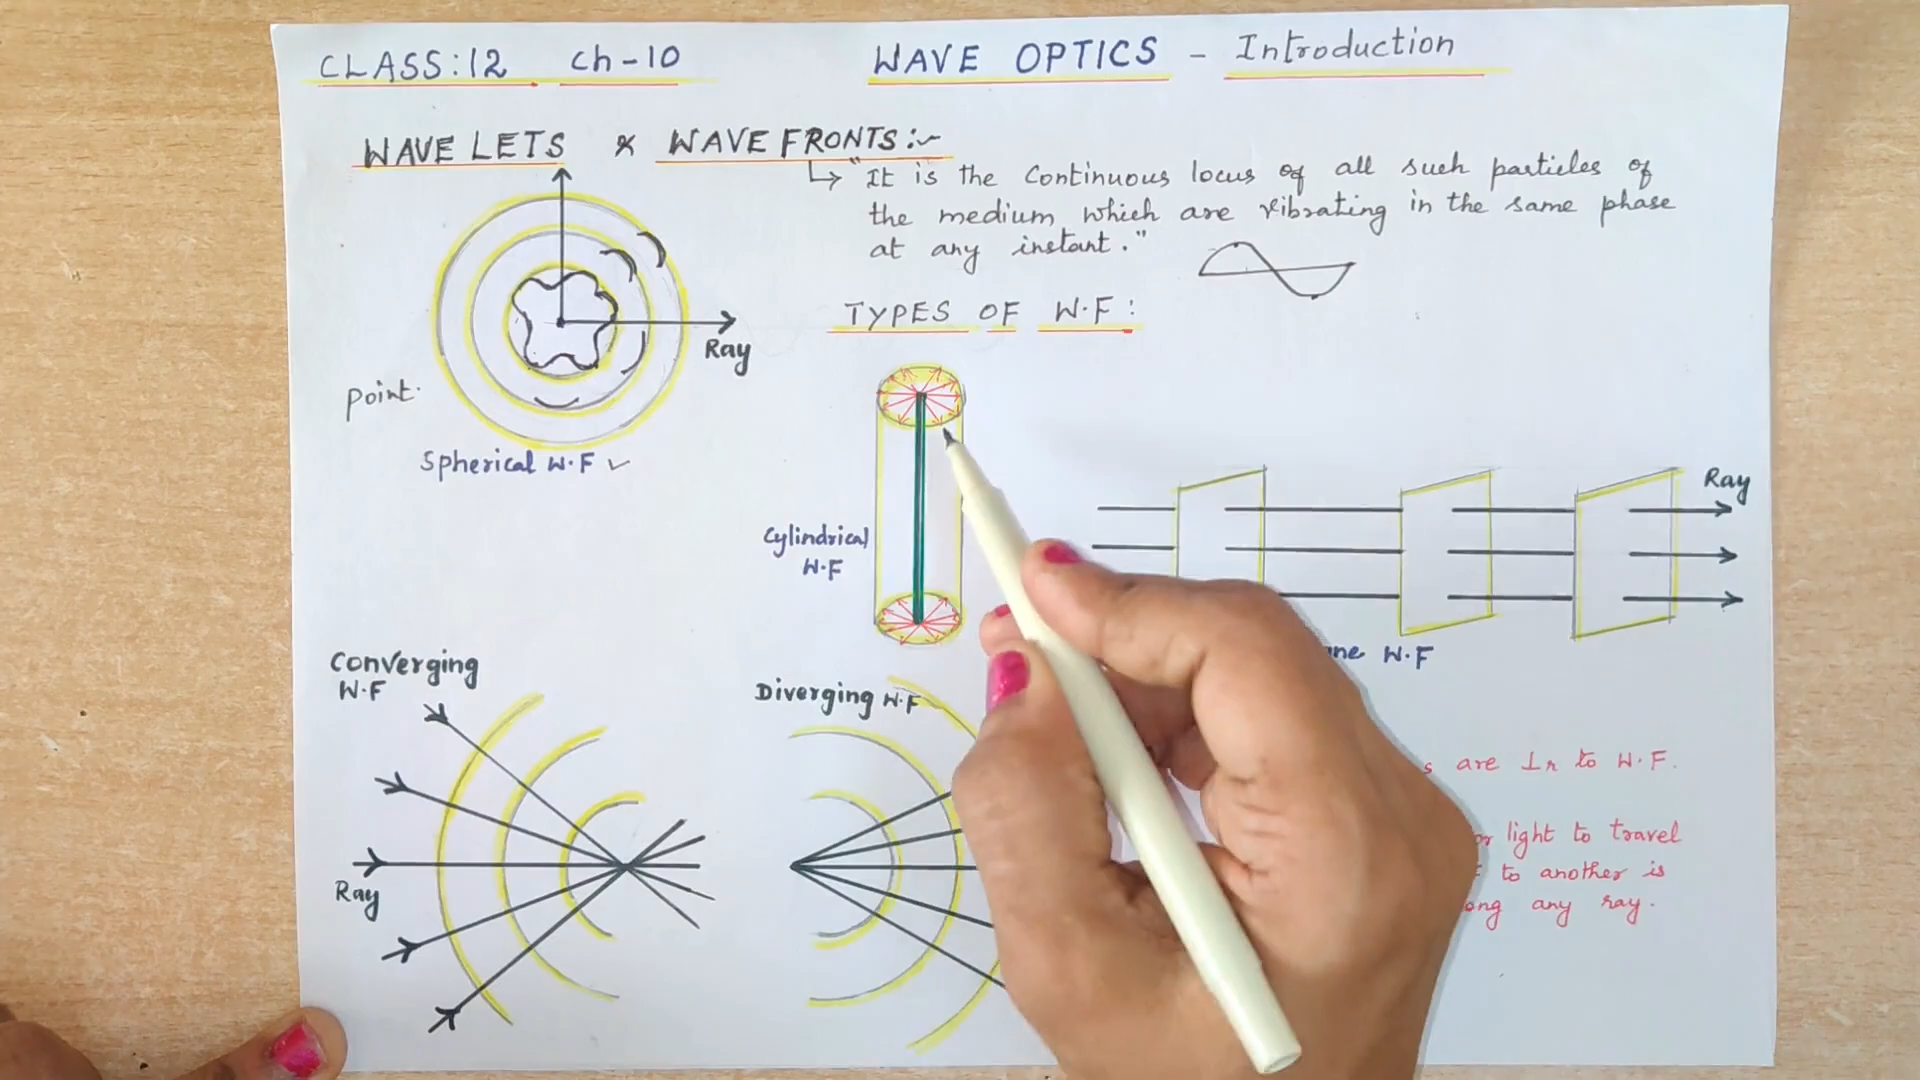 CLASS: 12 Ch-10
WAVE OPTICS - Introduction
WAVE LETS & WAVE FRONTS :-
"It is the Continuous locus of all such particles of
the medium which are vibrating in the same phase
at any instant."
TYPES OF W.F :
Ray
Point.
Spherical W.F ✓
Cylindrical
W.F
Ray
W.F
Converging
W.F
Ray
Diverging W.F
are ⊥r to W.F.
light to travel
to another is
any ray.